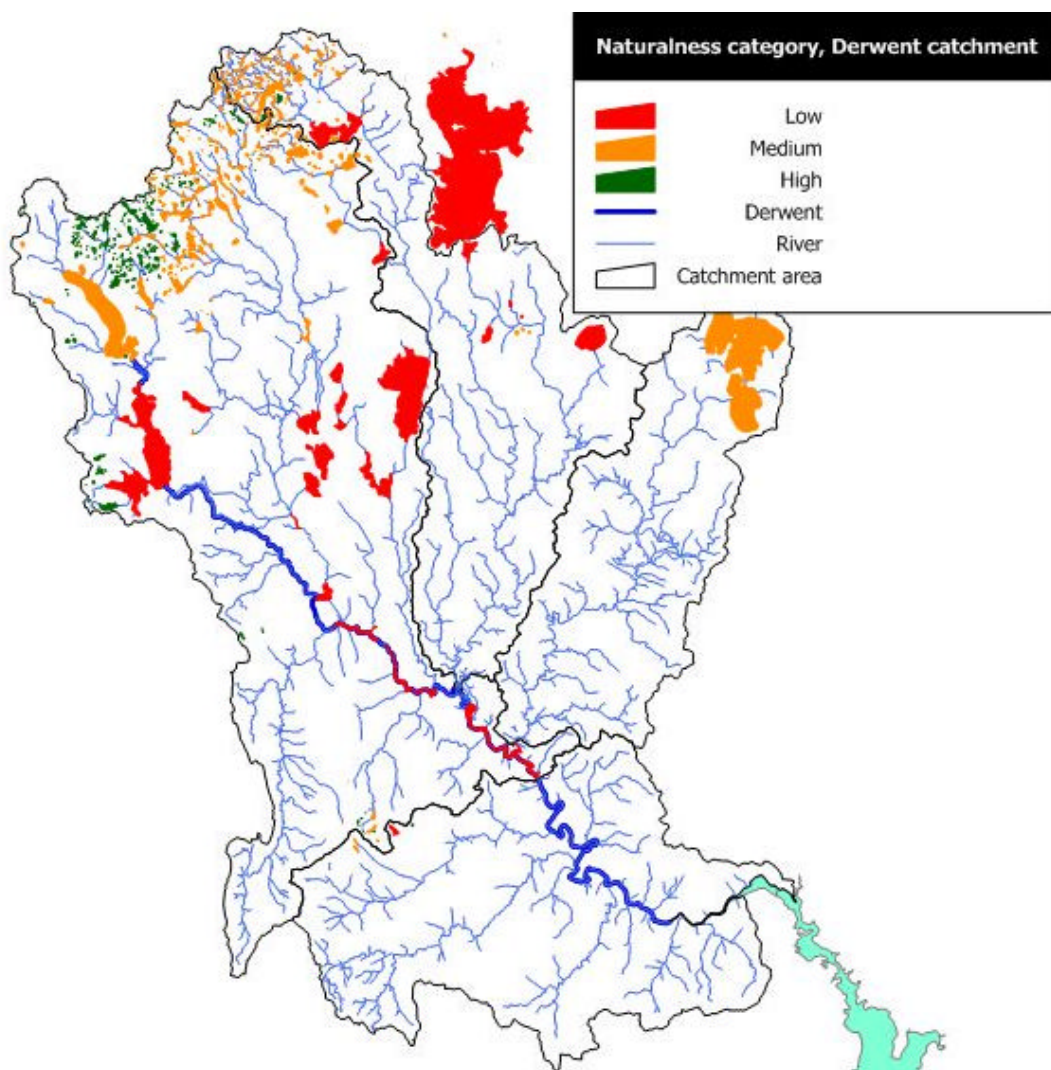 Naturalness category, Derwent catchment
Low
Medium
High
Derwent
River
Catchment area